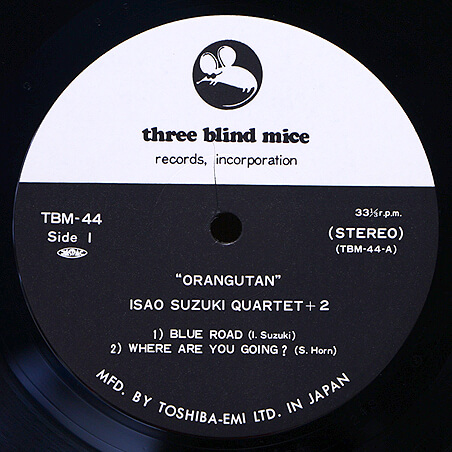 three blind mice
records, incorporation
TBM-44
Side 1
33⅓r.p.m.
(STEREO)
(TBM-44-A)
"ORANGUTAN"
ISAO SUZUKI QUARTET+2
1) BLUE ROAD (I. Suzuki)
2) WHERE ARE YOU GOING? (S. Horn)
MFD. BY TOSHIBA-EMI LTD. IN JAPAN